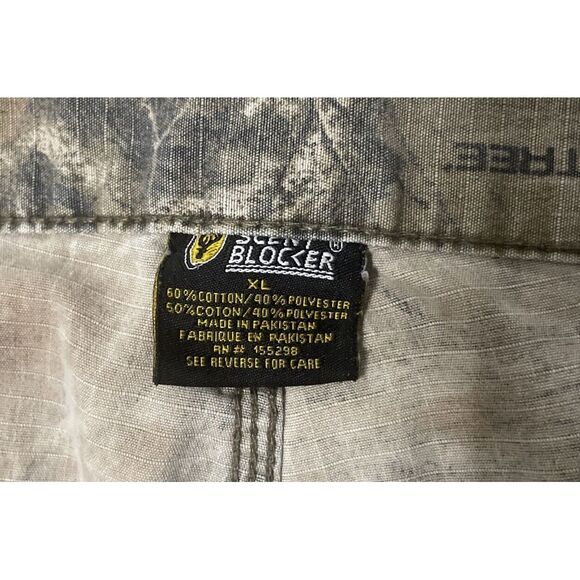 TREE
SCENT
BLOCKER
®
XL
60% COTTON/40% POLYESTER
50% COTON/40% POLYESTER
MADE IN PAKISTAN
FABRIQUE EN PAKISTAN
RN# 155298
SEE REVERSE FOR CARE